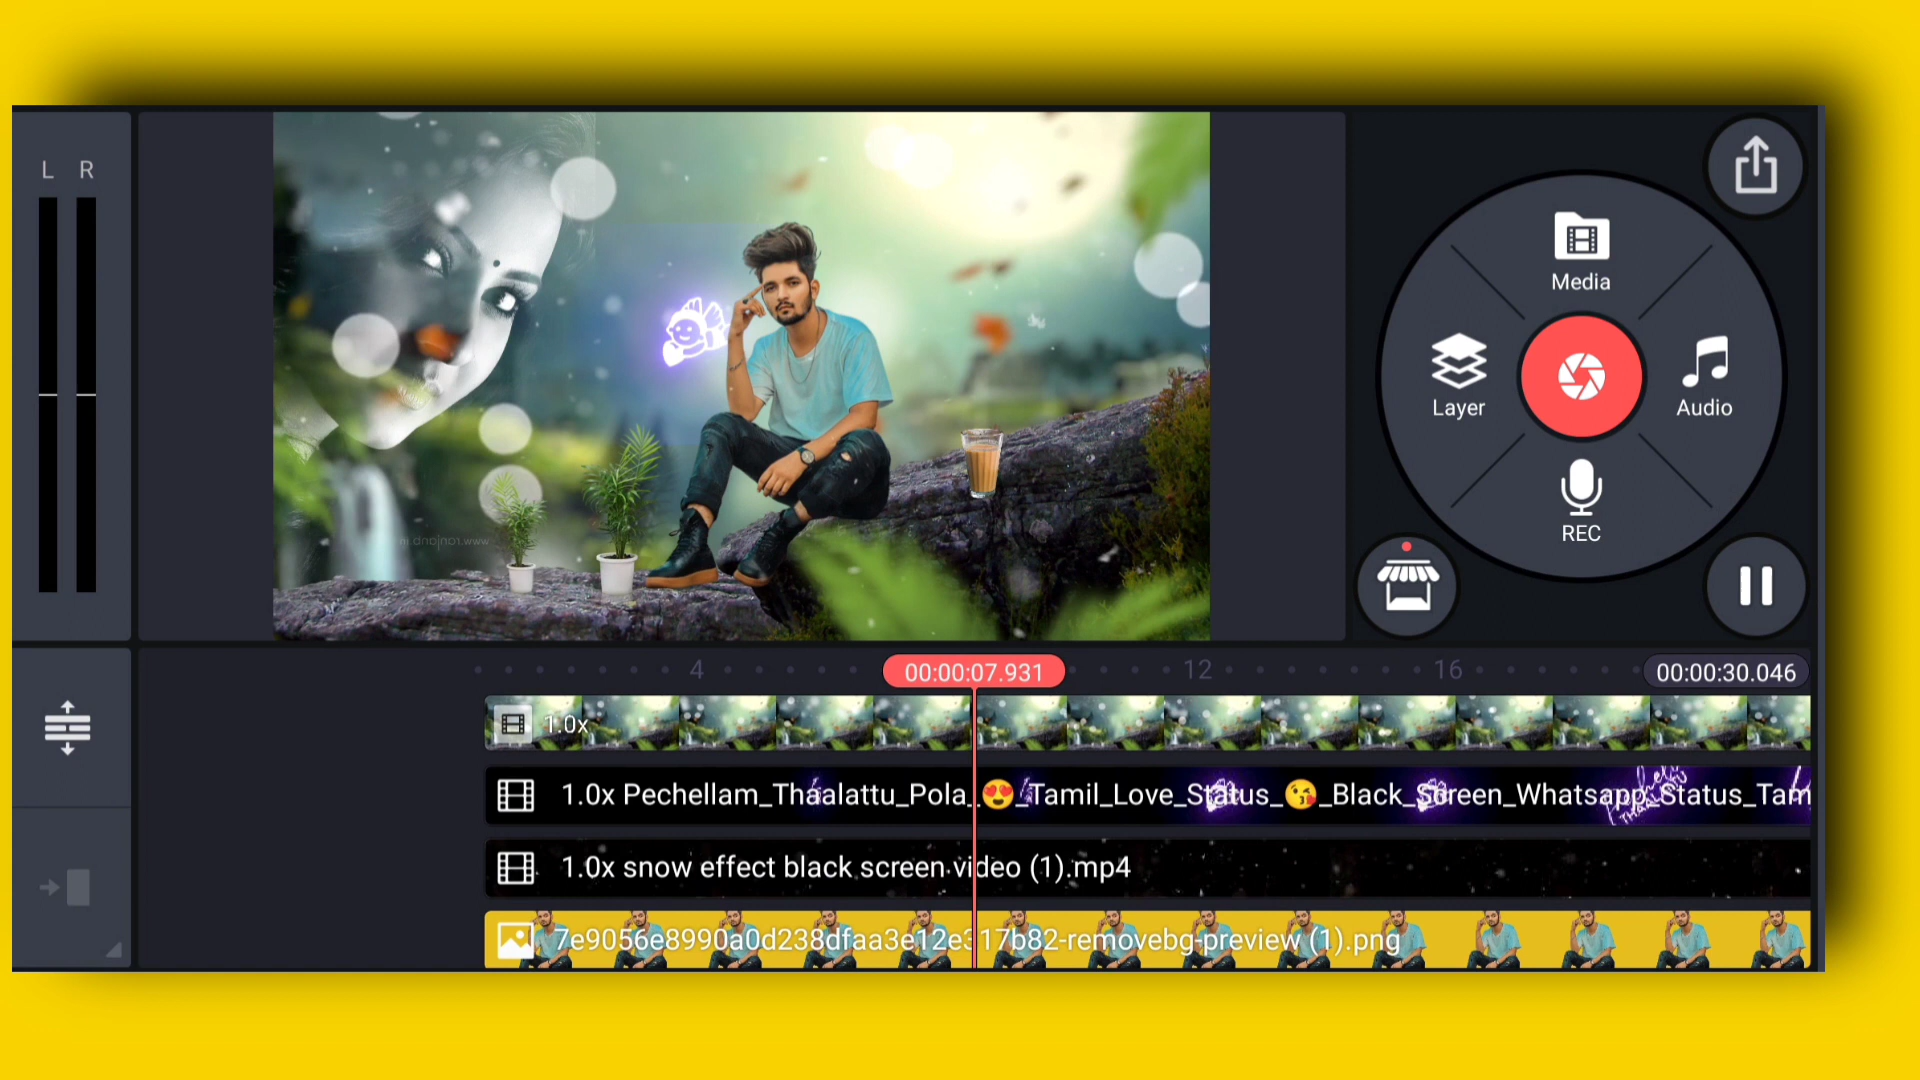 L R
Media
Layer
Audio
REC
4
00:00:07.931
12
16
00:00:30.046
1.0x
1.0x Pechellam_Thaalattu_Pola_😍_Tamil_Love_Status_😘_Black_Screen_Whatsapp_Status_Tam
1.0x snow effect black screen video (1).mp4
7e9056e8990a0d238dfaa3e12e317b82-removebg-preview (1).png